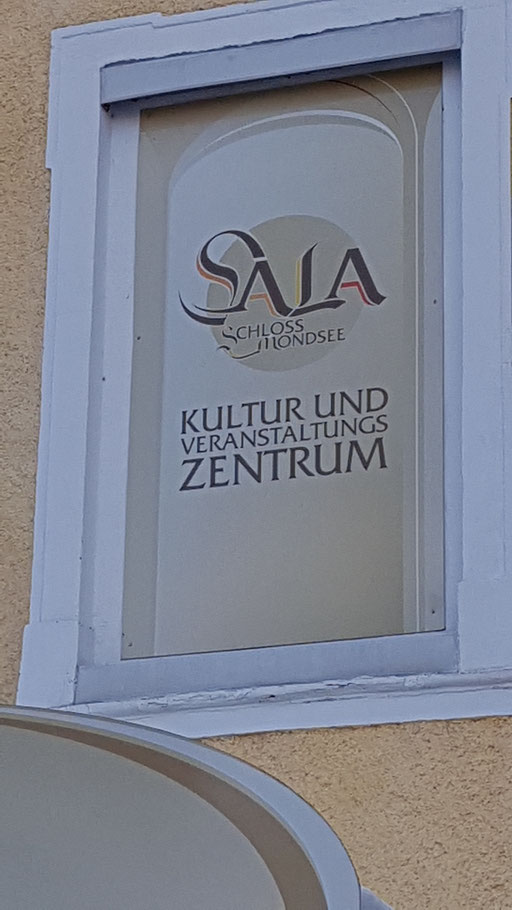 SALA
SCHLOSS
MONDSEE
KULTUR UND
VERANSTALTUNGS
ZENTRUM